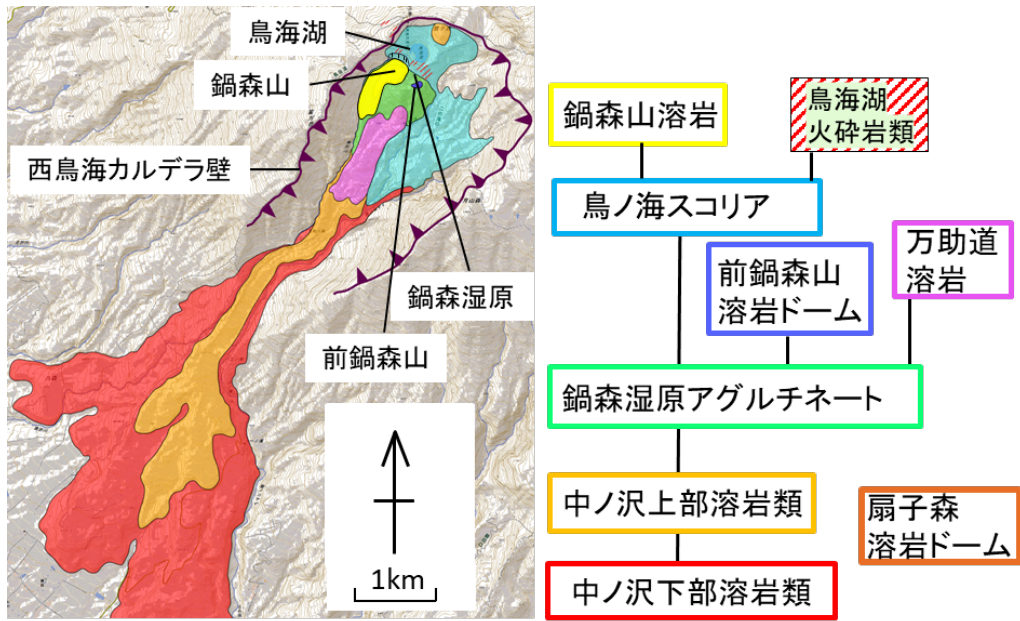 鳥海湖
鍋森山
西鳥海カルデラ壁
鍋森湿原
前鍋森山
1km
鍋森山溶岩
鳥海湖
火砕岩類
鳥ノ海スコリア
前鍋森山
溶岩ドーム
万助道
溶岩
鍋森湿原アグルチネート
中ノ沢上部溶岩類
扇子森
溶岩ドーム
中ノ沢下部溶岩類